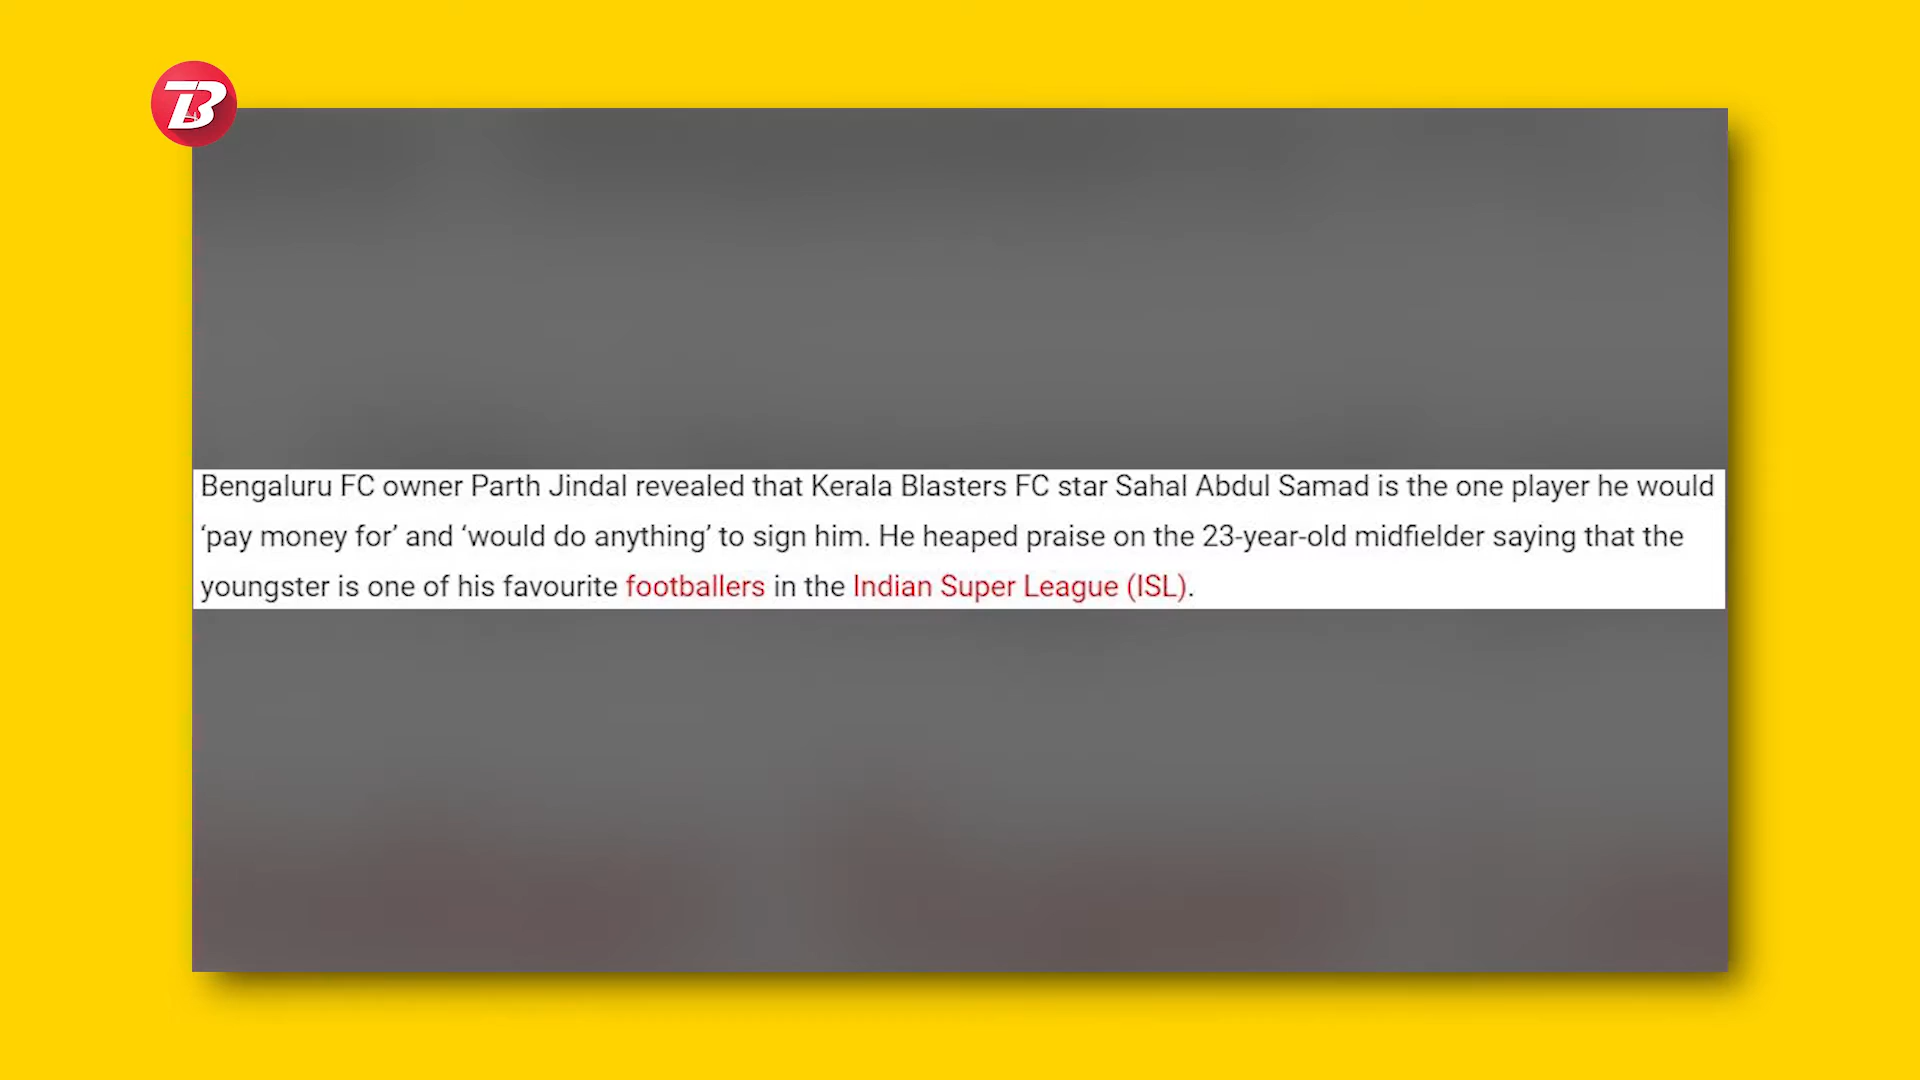 TB
Bengaluru FC owner Parth Jindal revealed that Kerala Blasters FC star Sahal Abdul Samad is the one player he would
‘pay money for’ and ‘would do anything’ to sign him. He heaped praise on the 23-year-old midfielder saying that the
youngster is one of his favourite footballers in the Indian Super League (ISL).